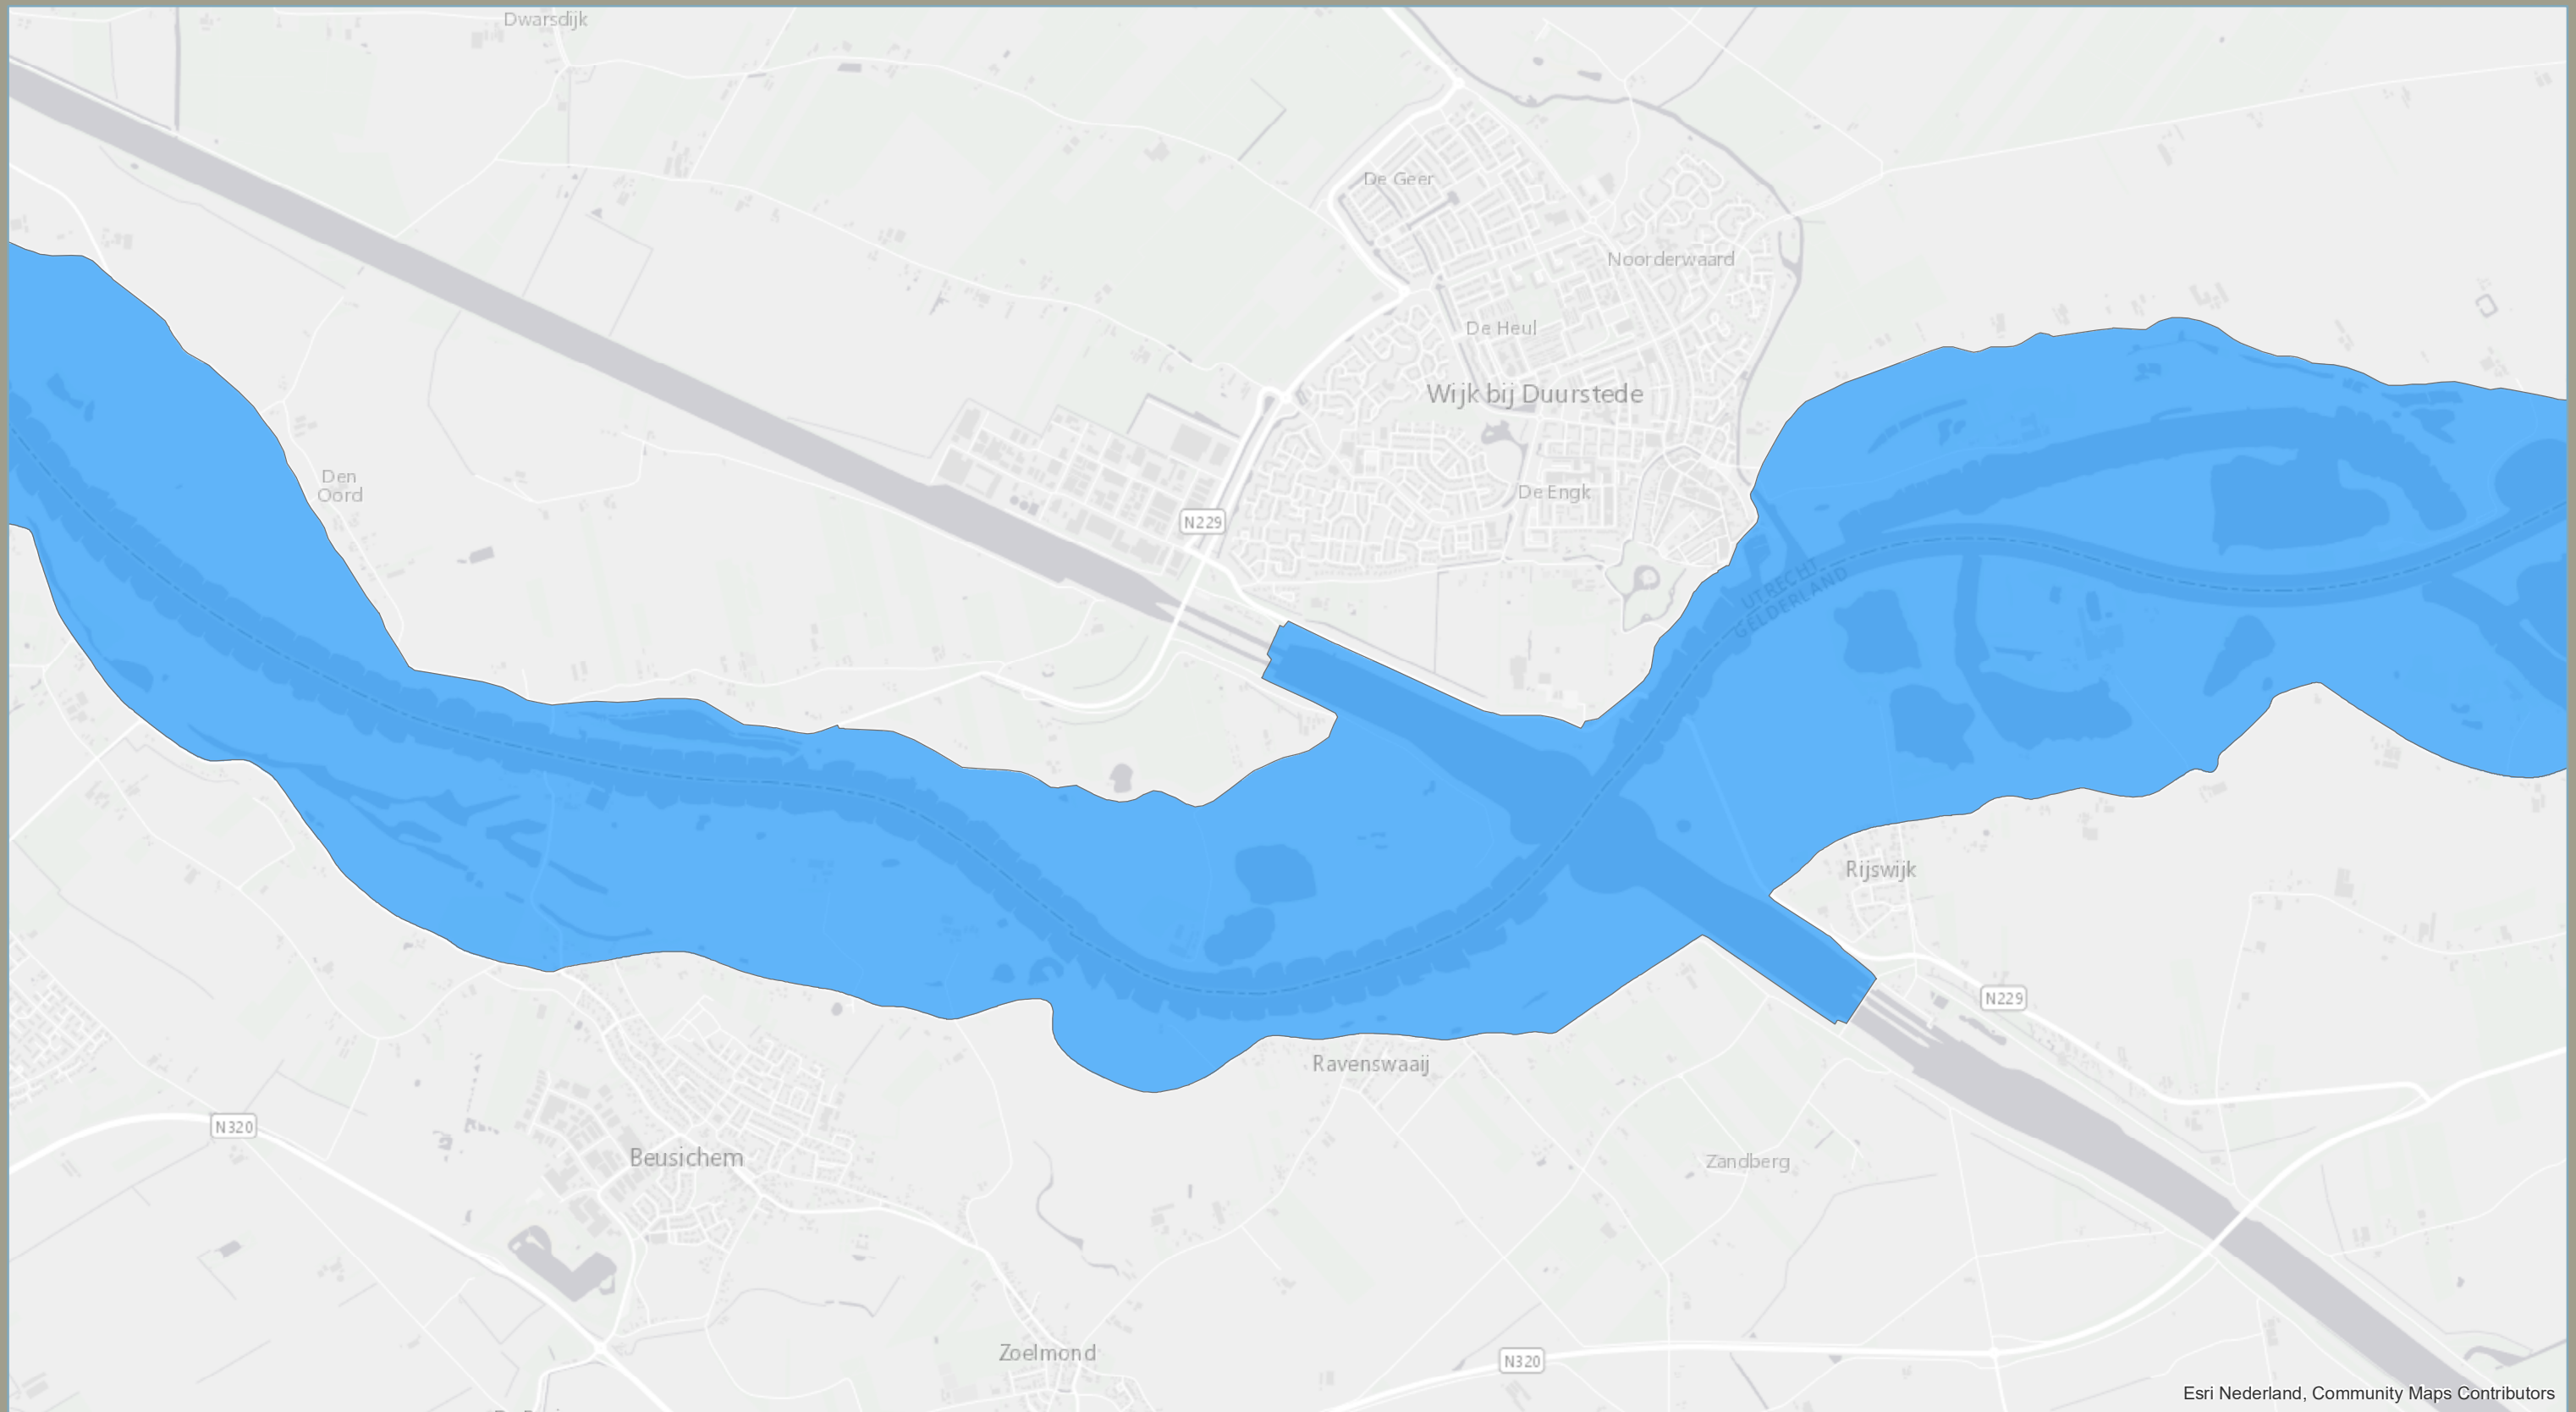 Dwarsdijk
De Geer
Noorderwaard
De Heul
Wijk bij Duurstede
Den
Oord
De Engk
N229
UTRECHT
GELDERLAND
Rijswijk
N229
Ravenswaaij
N320
Beusichem
Zandberg
Zoelmond
N320
Esri Nederland, Community Maps Contributors